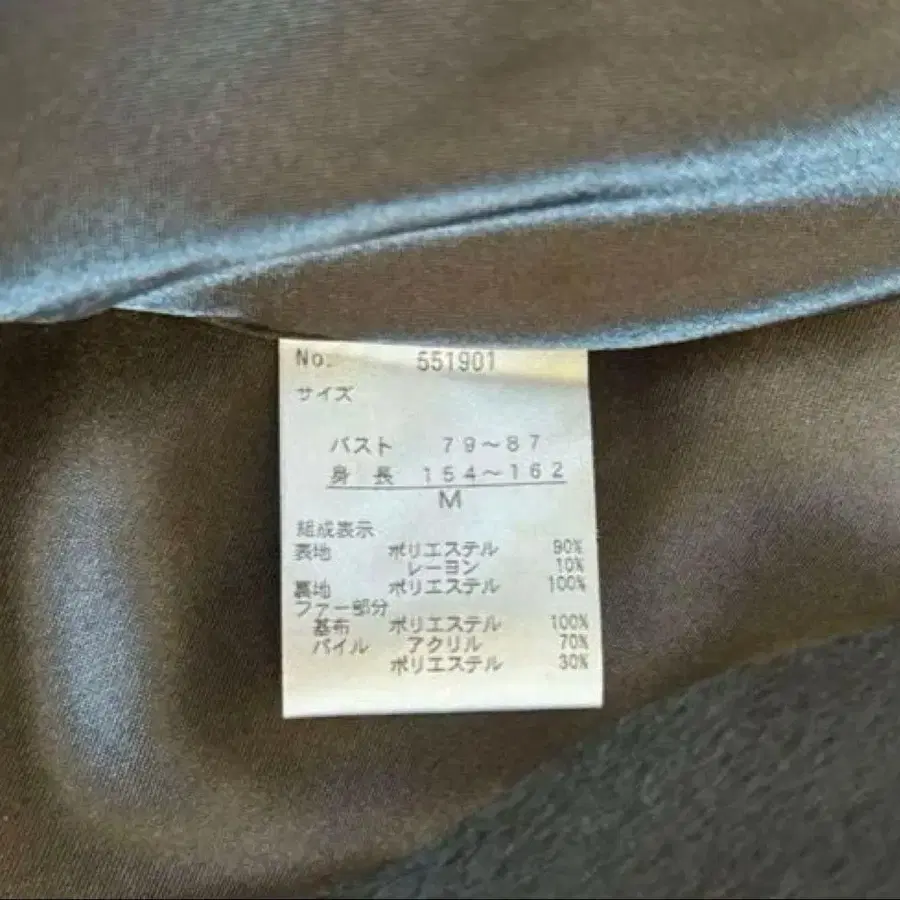 No. 551901
サイズ
バスト 79～87
身長 154～162
M
組成表示
表地 ポリエステル 90%
レーヨン 10%
裏地 ポリエステル 100%
ファー部分
基布 ポリエステル 100%
パイル アクリル 70%
ポリエステル 30%